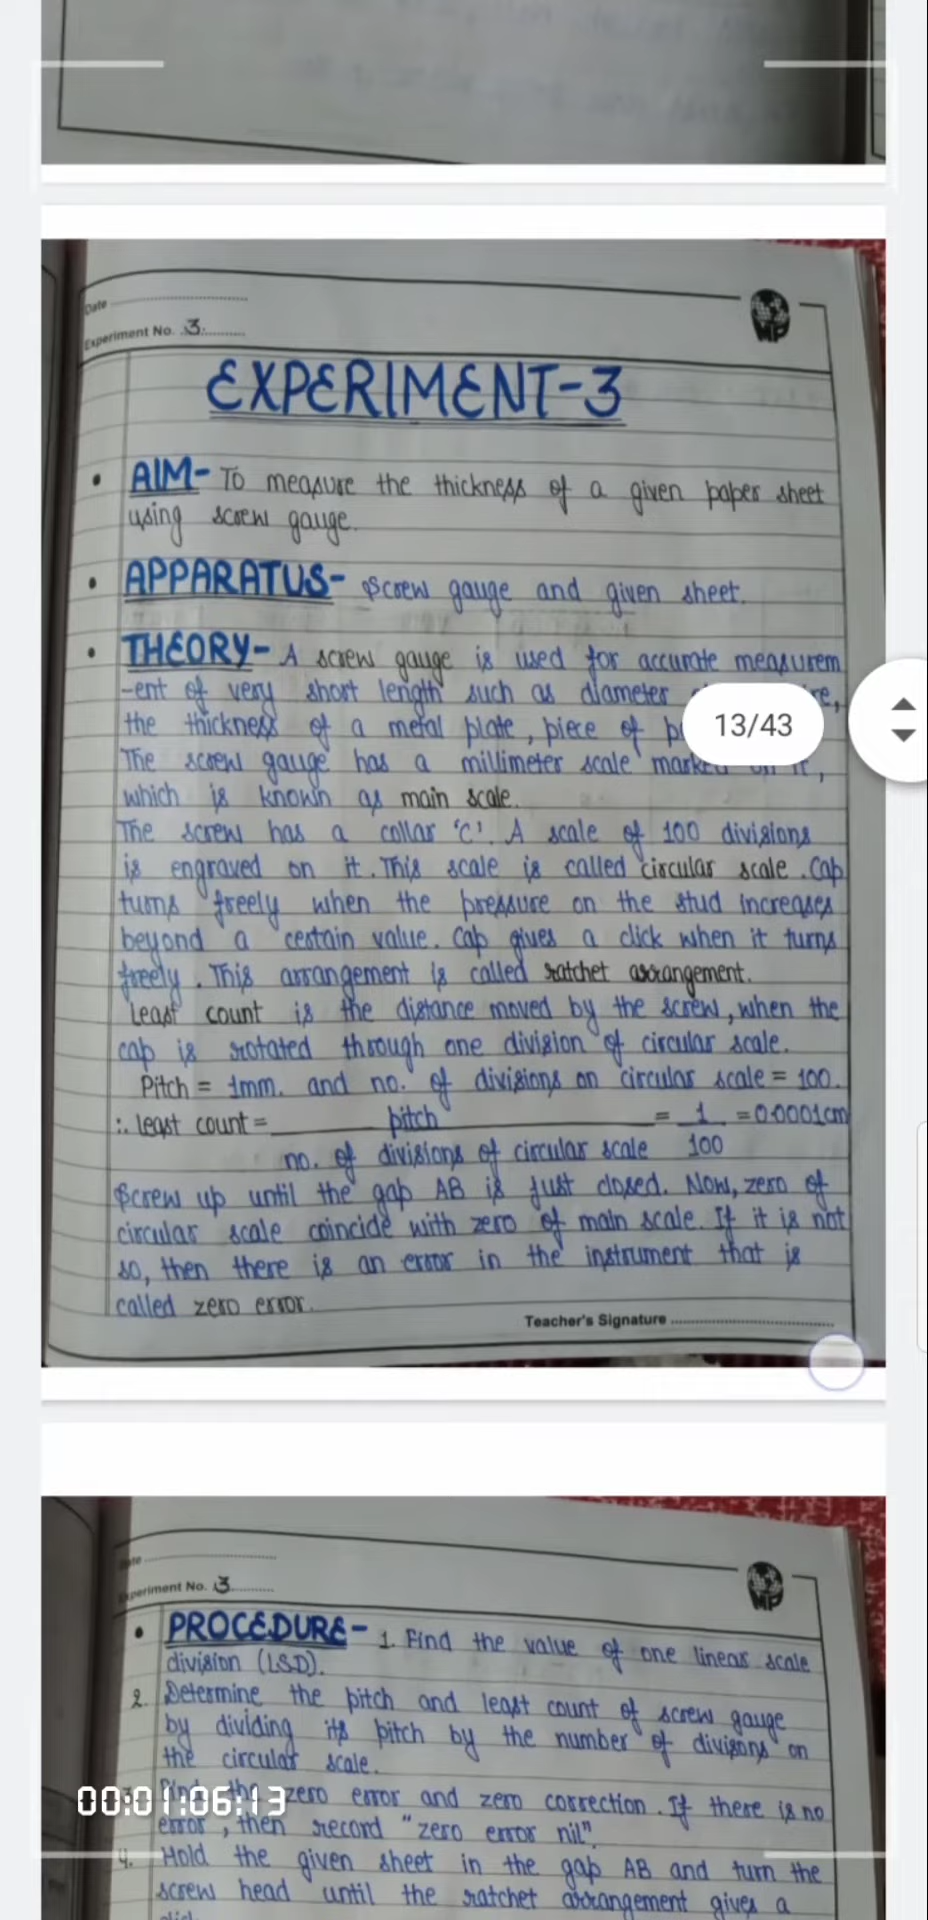 Date
Experiment No. 3.
EXPERIMENT-3
• AIM- To measure the thickness of a given paper sheet
using screw gauge.
• APPARATUS- Screw gauge and given sheet.
• THEORY- A screw gauge is used for accurate measurem
-ent of very short length such as diameter
the thickness of a metal plate, piece of
13/43
The screw gauge has a millimeter scale marked on it,
which is known as main scale.
The screw has a collar 'C'. A scale of 100 divisions
is engraved on it. This scale is called circular scale. Cap
turns freely when the pressure on the stud increases
beyond a certain value. Cap gives a click when it turns
freely. This arrangement is called ratchet arrangement.
Least count is the distance moved by the screw, when the
cap is rotated through one division of circular scale.
Pitch = 1mm. and no. of divisions on circular scale = 100.
∴ least count = pitch = 1 = 0.0001cm
no. of divisions of circular scale 100
Screw up until the gap AB is just closed. Now, zero of
circular scale coincide with zero of main scale. If it is not
so, then there is an error in the instrument that is
called zero error.
Teacher's Signature
MP
Experiment No. 3
MP
• PROCEDURE- 1. Find the value of one linear scale
division (L.S.D).
2. Determine the pitch and least count of screw gauge
by dividing its pitch by the number of divisons on
the circular scale.
Find the zero error and zero correction. If there is no
00:01:06:13
error, then record "zero error nil".
4. Hold the given sheet in the gap AB and turn the
screw head until the ratchet arrangement gives a